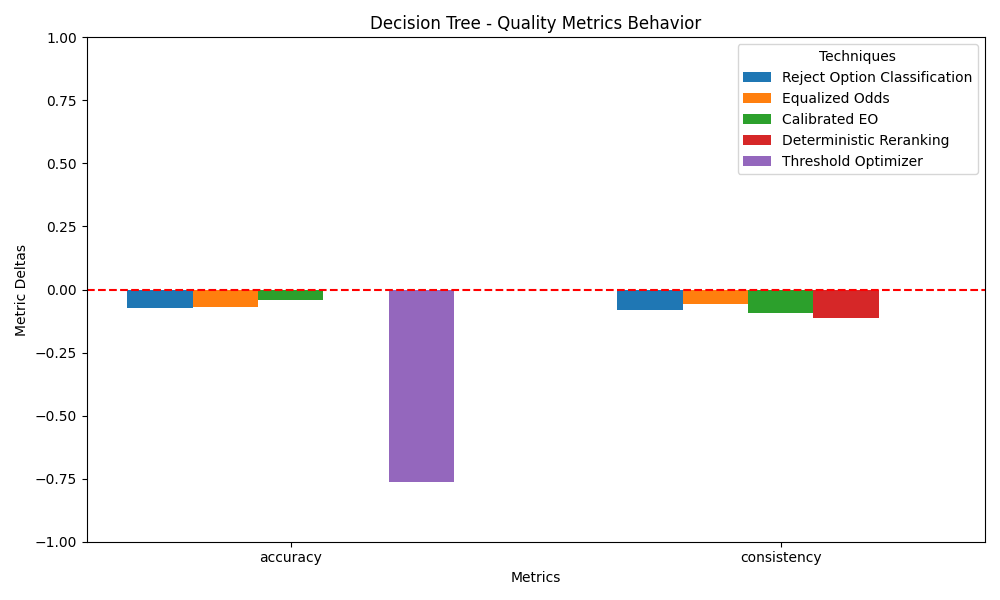 Decision Tree - Quality Metrics Behavior
1.00
0.75
0.50
0.25
0.00
−0.25
−0.50
−0.75
−1.00
Metric Deltas
Techniques
Reject Option Classification
Equalized Odds
Calibrated EO
Deterministic Reranking
Threshold Optimizer
accuracy
consistency
Metrics